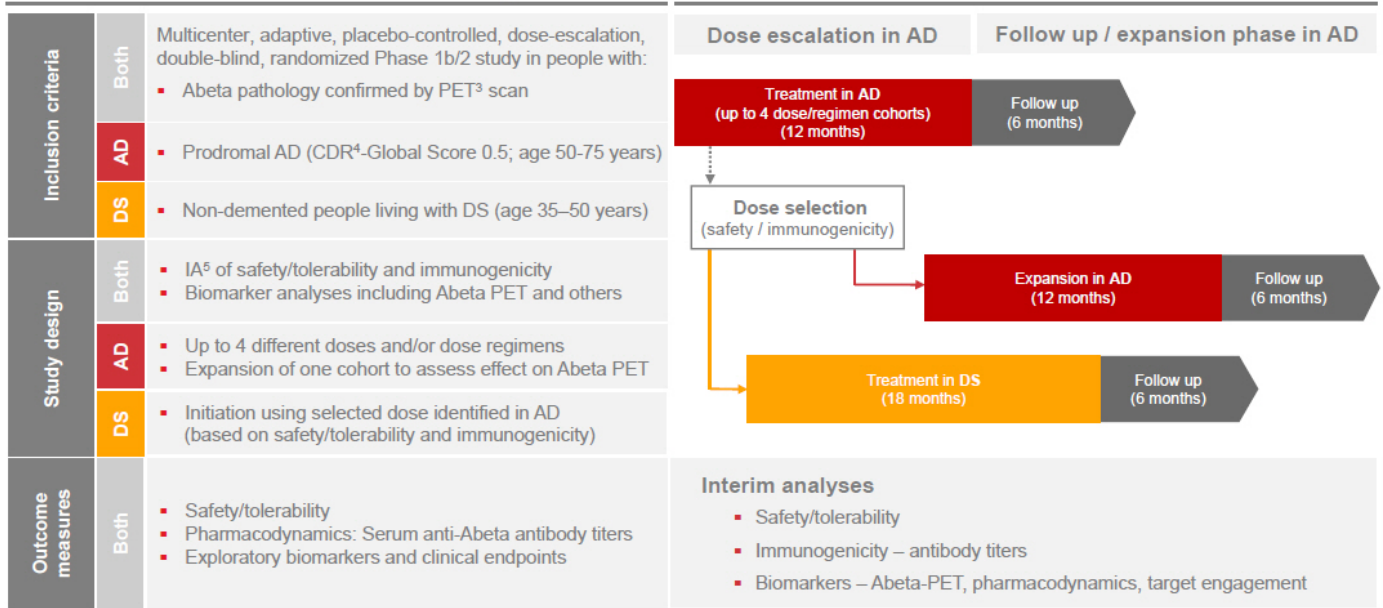 Inclusion criteria
Both
Multicenter, adaptive, placebo-controlled, dose-escalation,
double-blind, randomized Phase 1b/2 study in people with:
▪ Abeta pathology confirmed by PET³ scan
AD
▪ Prodromal AD (CDR⁴-Global Score 0.5; age 50-75 years)
DS
▪ Non-demented people living with DS (age 35–50 years)
Study design
Both
▪ IA⁵ of safety/tolerability and immunogenicity
▪ Biomarker analyses including Abeta PET and others
AD
▪ Up to 4 different doses and/or dose regimens
▪ Expansion of one cohort to assess effect on Abeta PET
DS
▪ Initiation using selected dose identified in AD
(based on safety/tolerability and immunogenicity)
Outcome
measures
Both
▪ Safety/tolerability
▪ Pharmacodynamics: Serum anti-Abeta antibody titers
▪ Exploratory biomarkers and clinical endpoints
Dose escalation in AD
Follow up / expansion phase in AD
Treatment in AD
(up to 4 dose/regimen cohorts)
(12 months)
Follow up
(6 months)
Dose selection
(safety / immunogenicity)
Expansion in AD
(12 months)
Follow up
(6 months)
Treatment in DS
(18 months)
Follow up
(6 months)
Interim analyses
▪ Safety/tolerability
▪ Immunogenicity – antibody titers
▪ Biomarkers – Abeta-PET, pharmacodynamics, target engagement